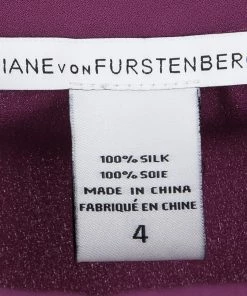 IANE VON FURSTENBERG
100% SILK
100% SOIE
MADE IN CHINA
FABRIQUÉ EN CHINE
4